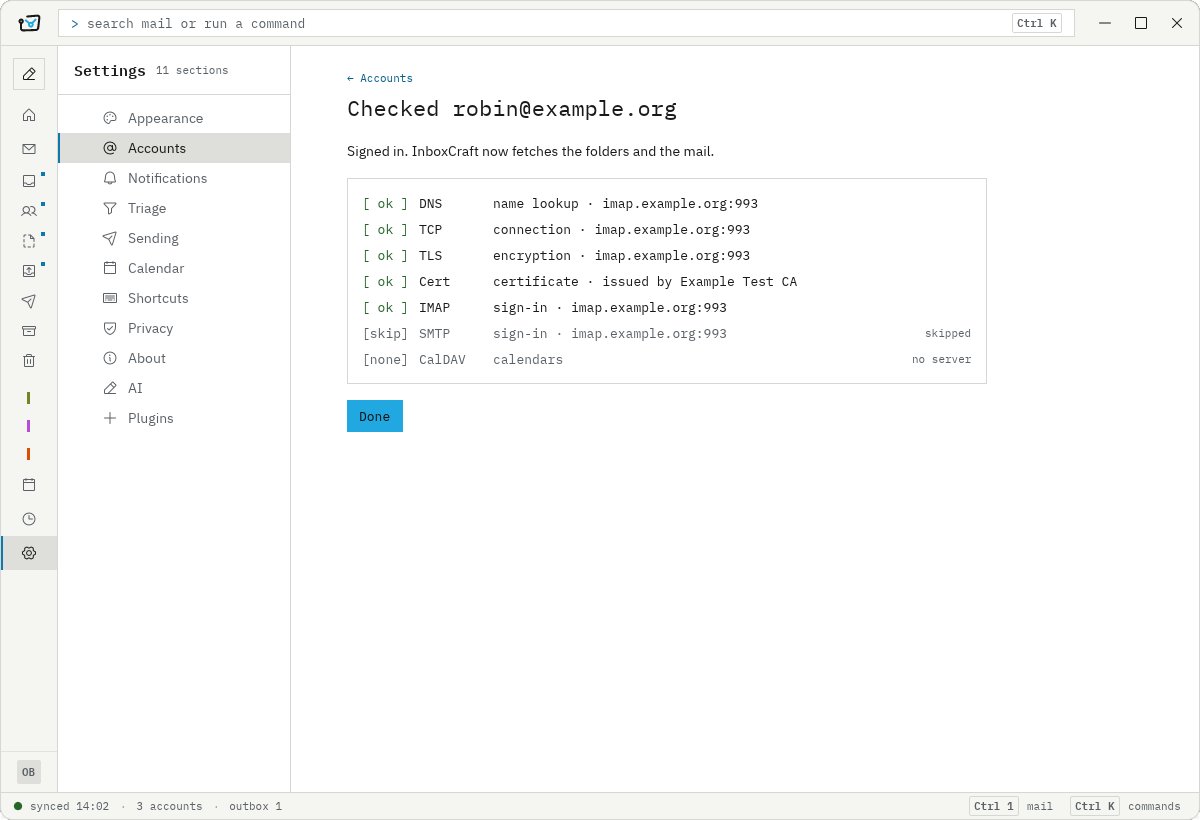 > search mail or run a command Ctrl K
Settings 11 sections
Appearance
Accounts
Notifications
Triage
Sending
Calendar
Shortcuts
Privacy
About
AI
Plugins
← Accounts
Checked robin@example.org
Signed in. InboxCraft now fetches the folders and the mail.
[ ok ] DNS name lookup · imap.example.org:993
[ ok ] TCP connection · imap.example.org:993
[ ok ] TLS encryption · imap.example.org:993
[ ok ] Cert certificate · issued by Example Test CA
[ ok ] IMAP sign-in · imap.example.org:993
[skip] SMTP sign-in · imap.example.org:993 skipped
[none] CalDAV calendars no server
Done
OB
synced 14:02 · 3 accounts · outbox 1 Ctrl 1 mail Ctrl K commands